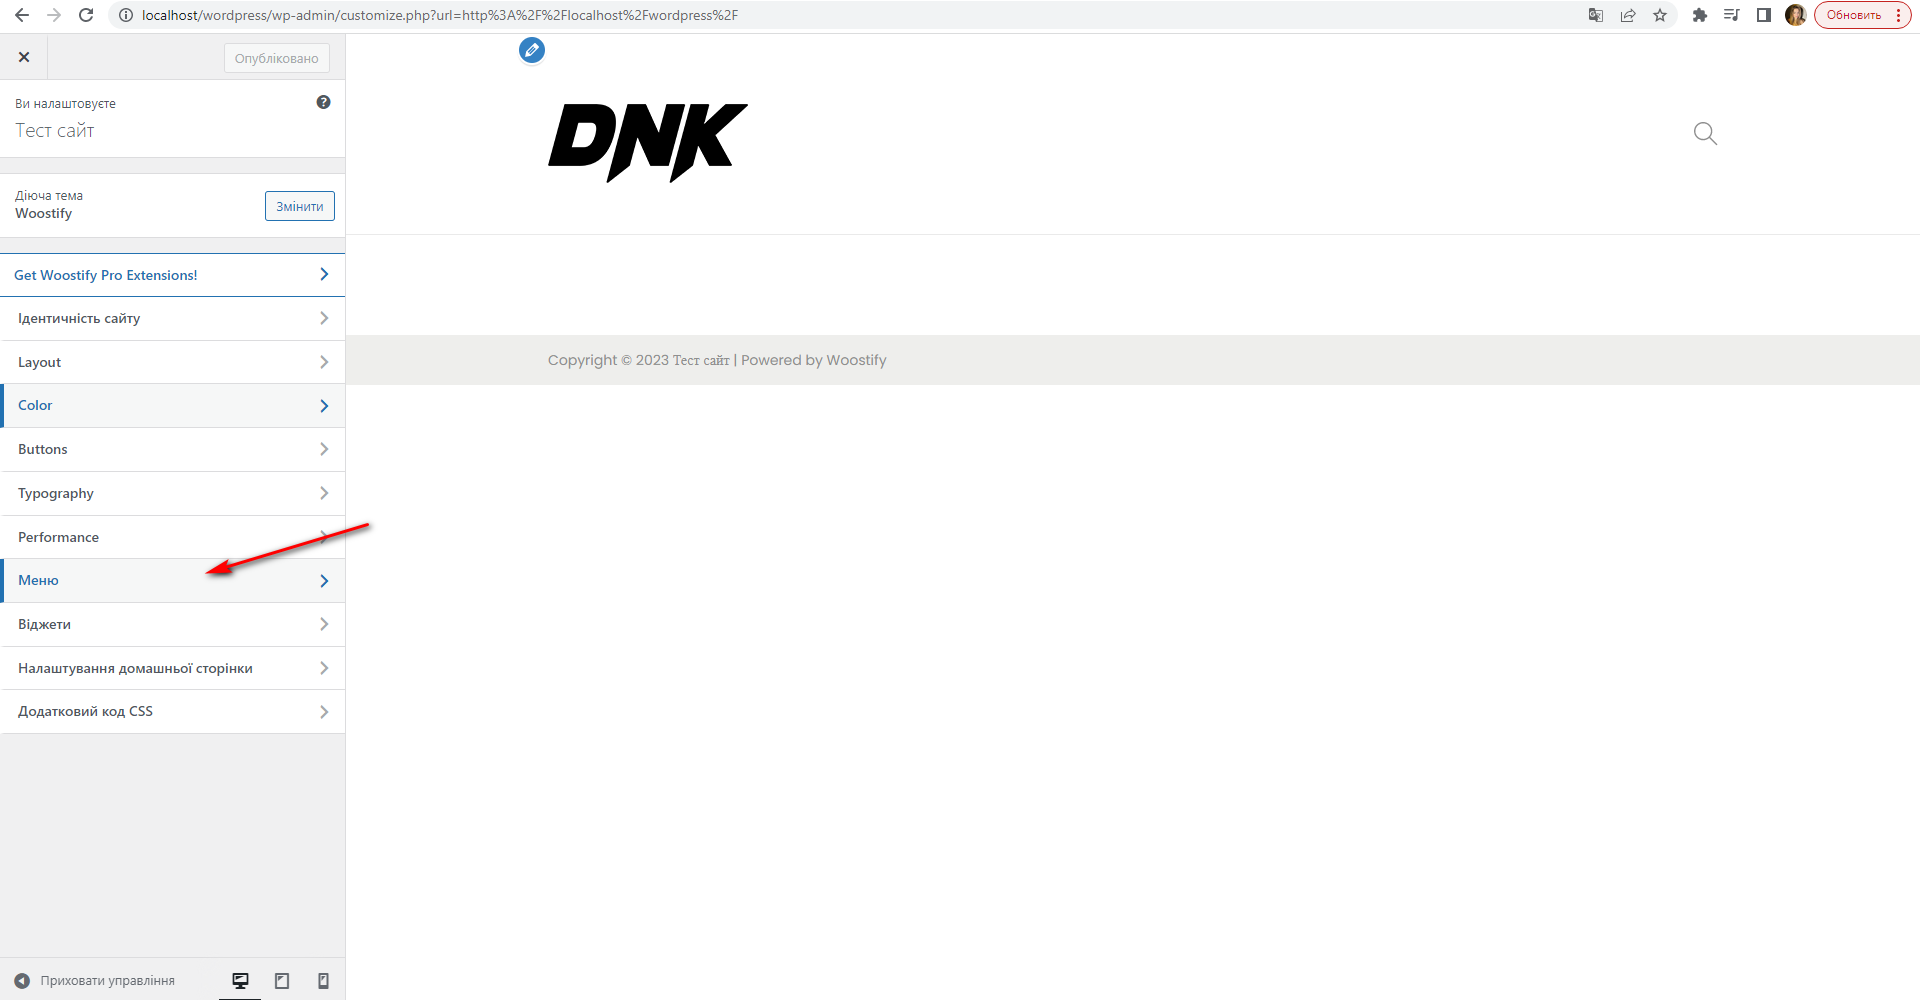 localhost/wordpress/wp-admin/customize.php?url=http%3A%2F%2Flocalhost%2Fwordpress%2F
Обновить
Опубліковано
Ви налаштовуєте
Тест сайт
Діюча тема
Woostify
Змінити
Get Woostify Pro Extensions!
Ідентичність сайту
Layout
Color
Buttons
Typography
Performance
Меню
Віджети
Налаштування домашньої сторінки
Додатковий код CSS
Приховати управління
DNK
Copyright © 2023 Тест сайт | Powered by Woostify